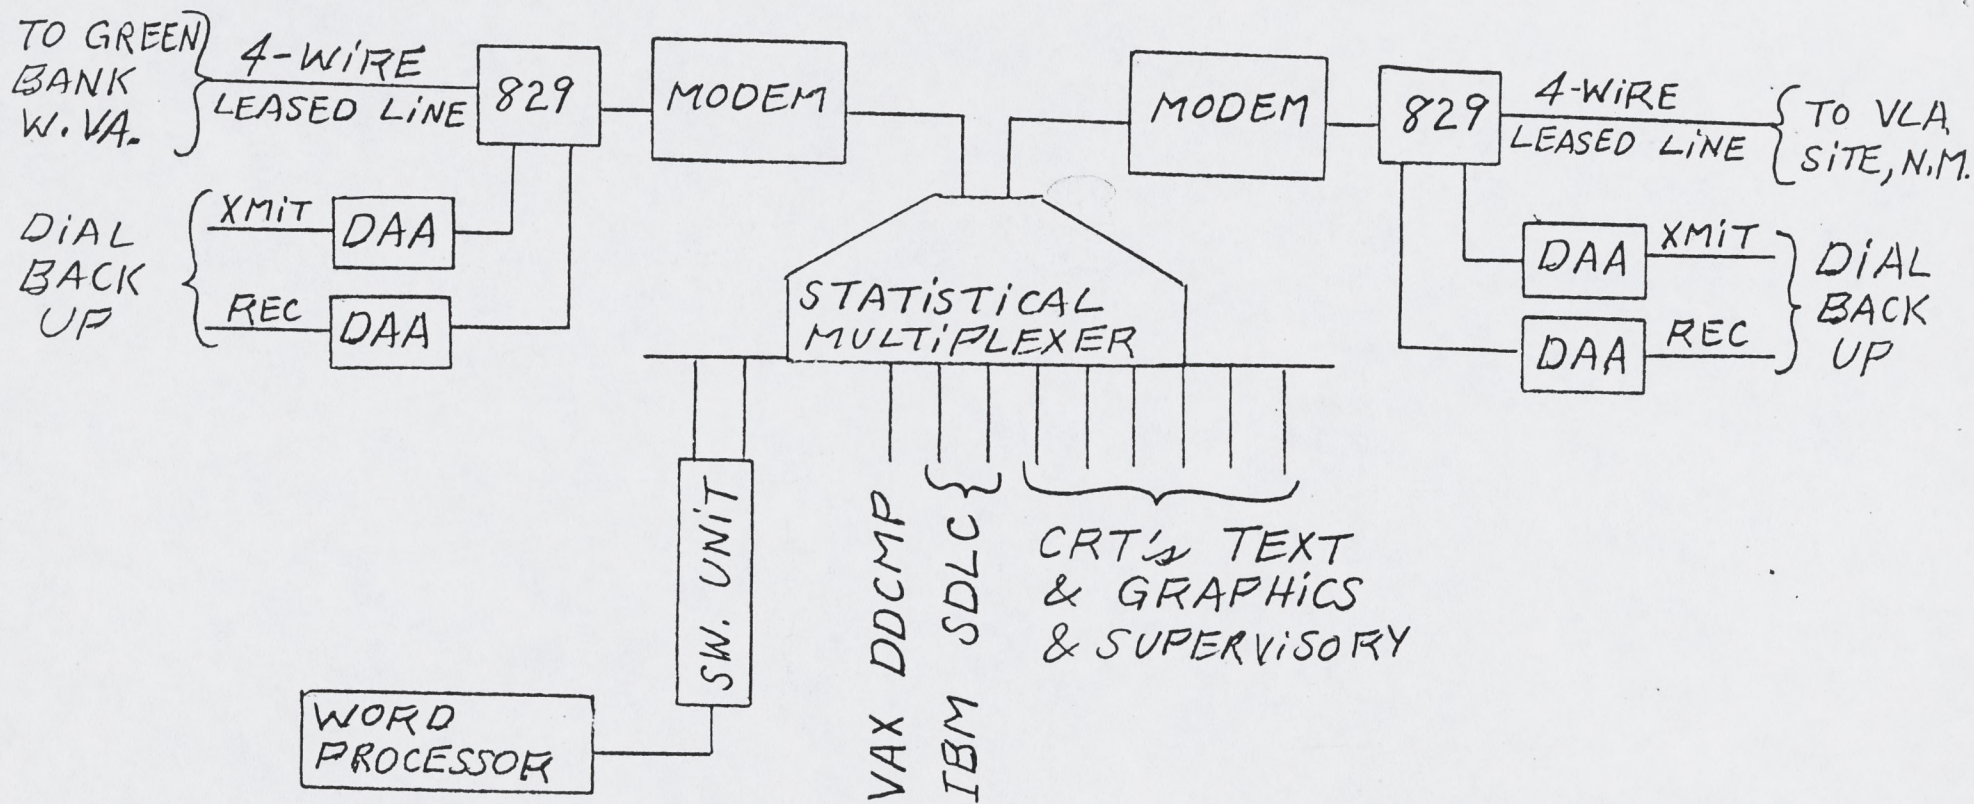 TO GREEN
BANK
W. VA.
4-WIRE
LEASED LINE
829
MODEM
MODEM
829
4-WIRE
LEASED LINE
TO VLA
SITE, N.M.
DIAL
BACK
UP
XMIT
DAA
REC
DAA
STATISTICAL
MULTIPLEXER
DAA
XMIT
DAA
REC
DIAL
BACK
UP
SW. UNIT
VAX DDCMP
IBM SDLC
CRT's TEXT
& GRAPHICS
& SUPERVISORY
WORD
PROCESSOR